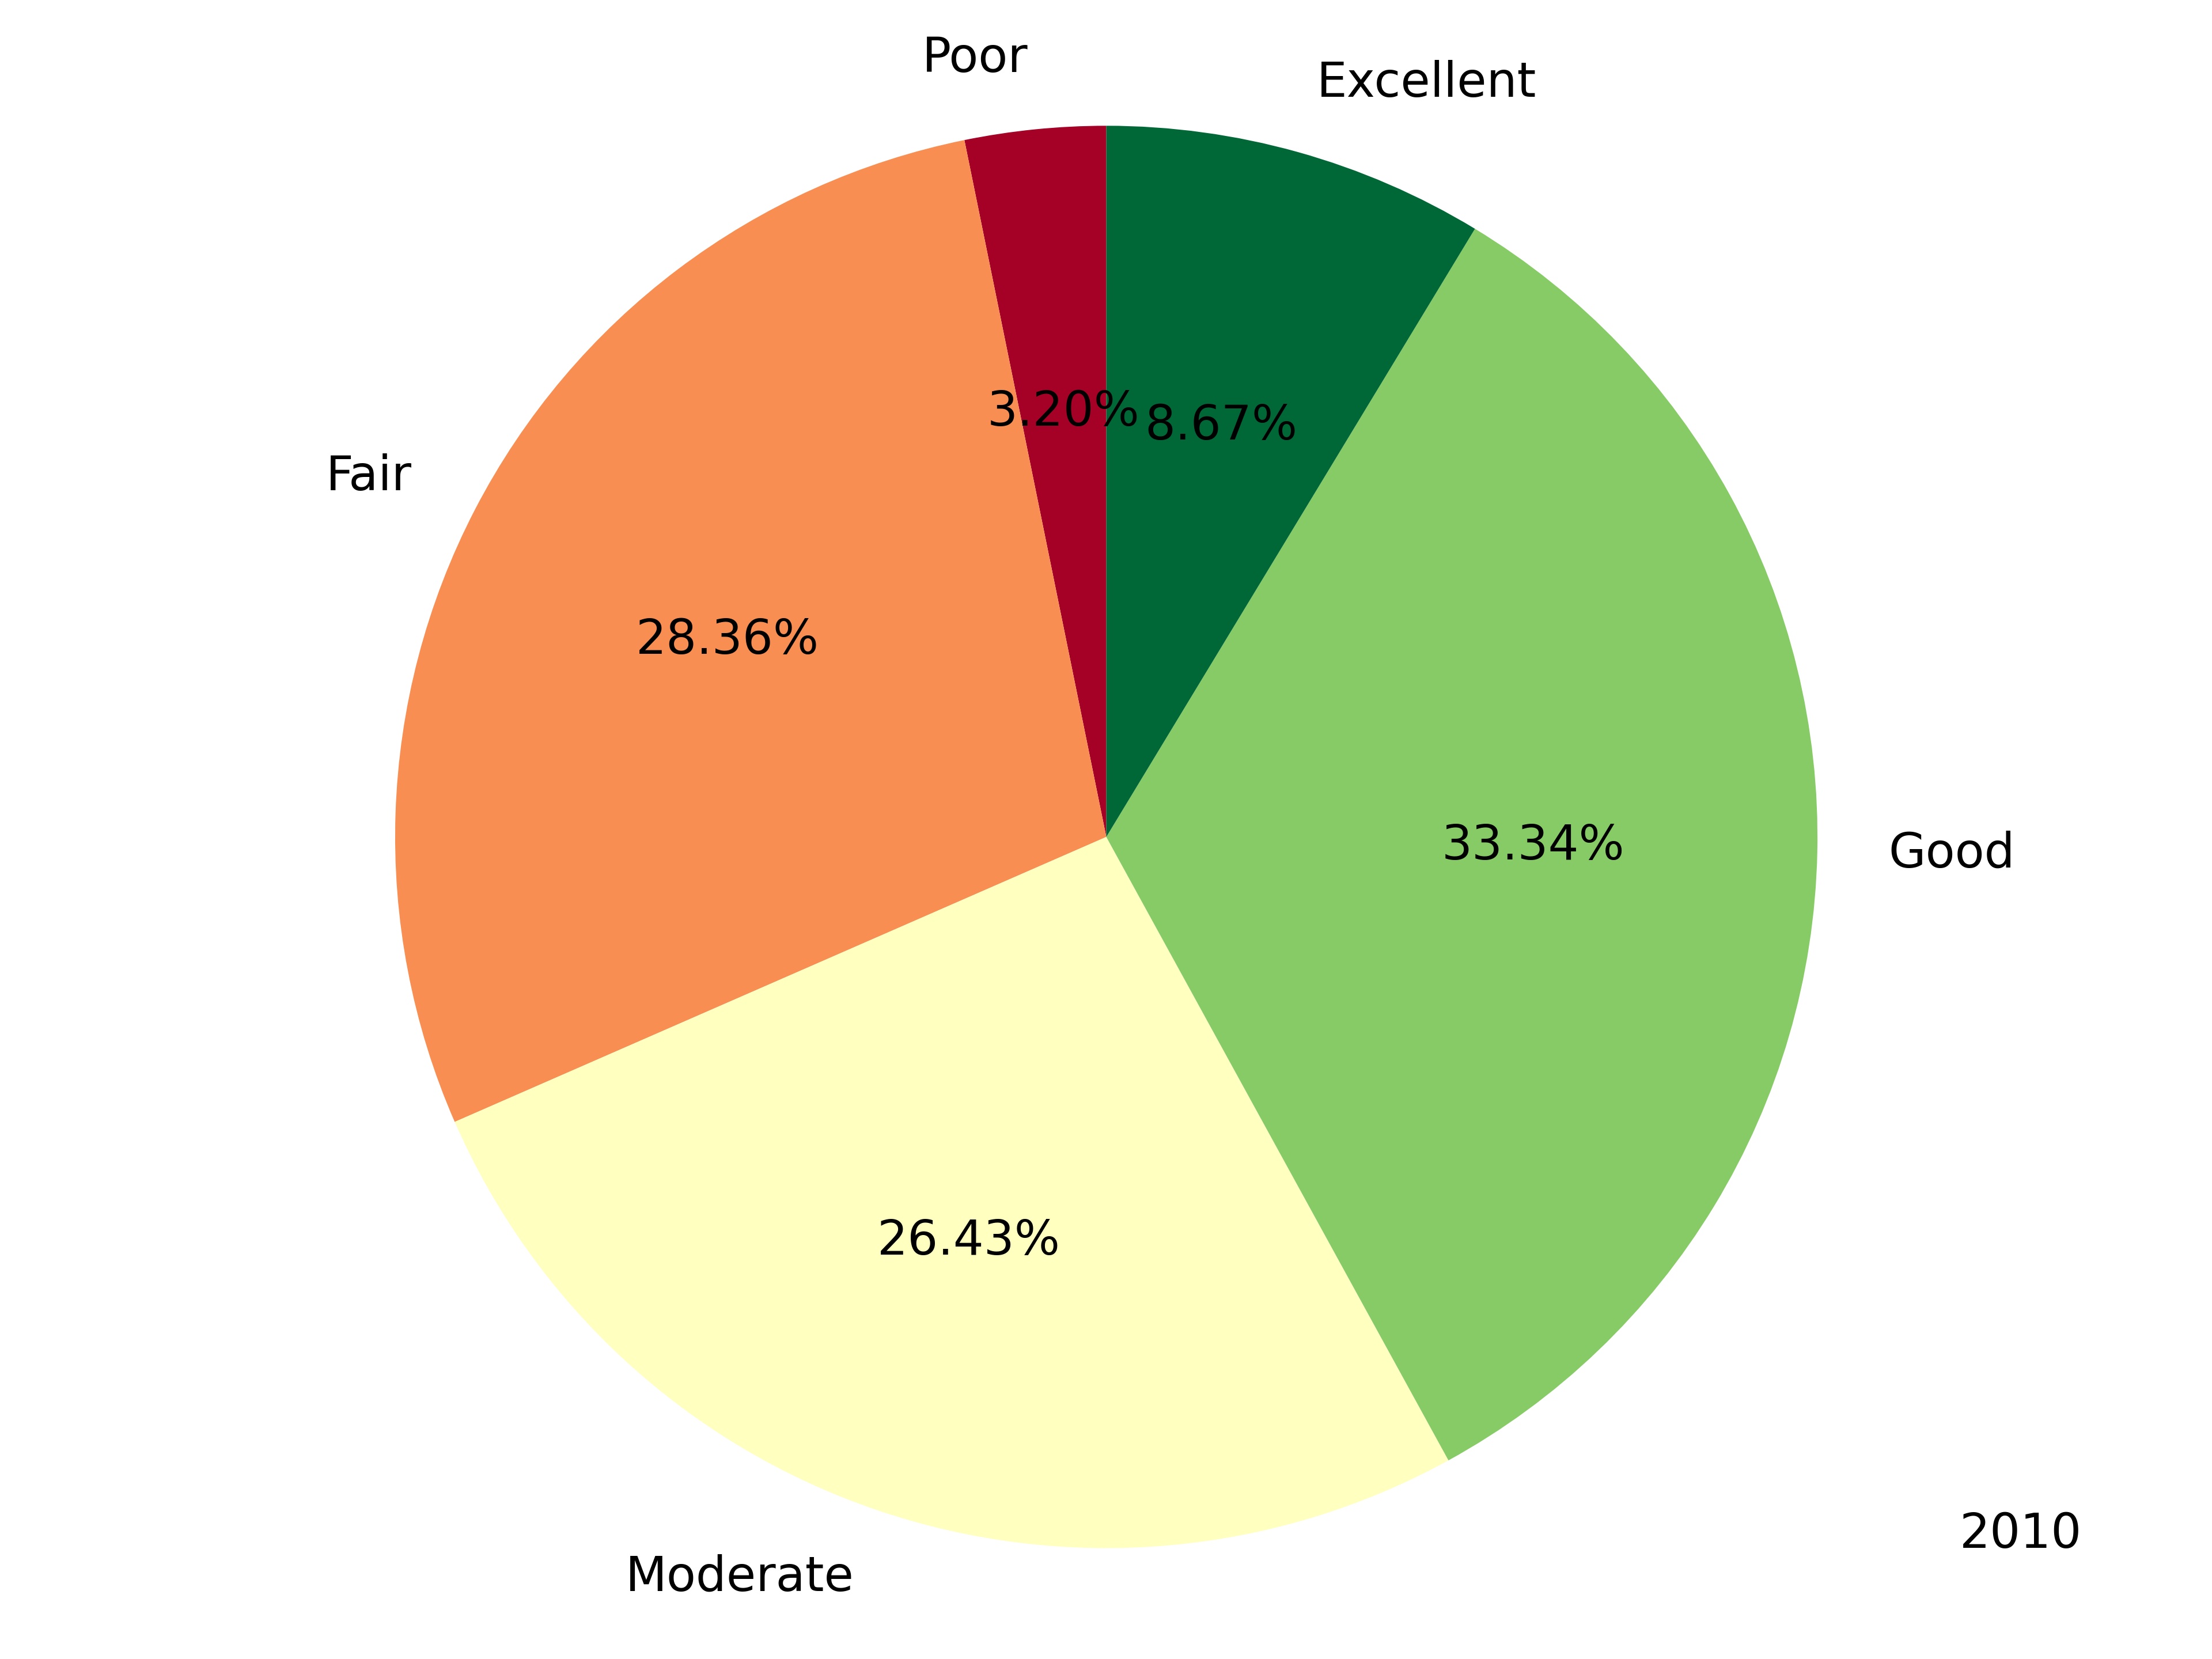 Poor
Excellent
3.20%
8.67%
Fair
28.36%
33.34%
Good
26.43%
2010
Moderate